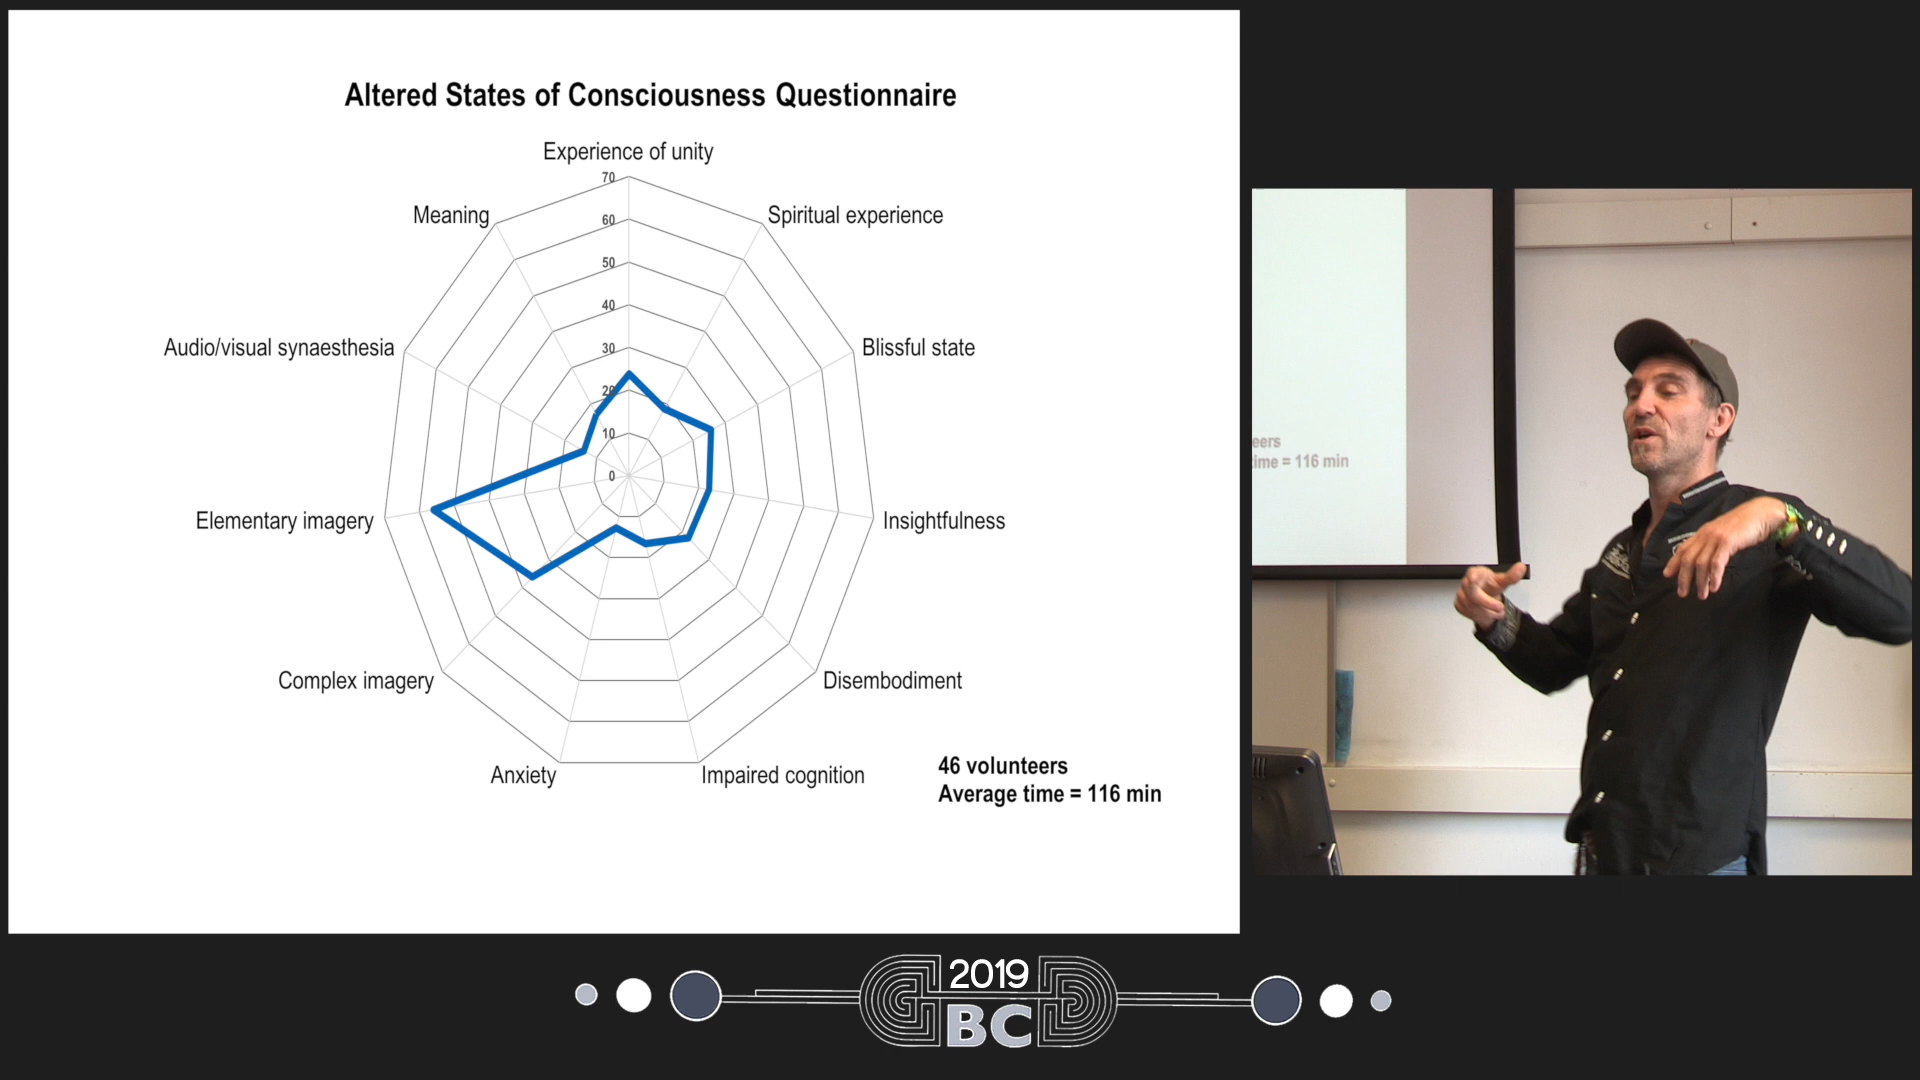 Altered States of Consciousness Questionnaire
Experience of unity
70
Meaning
Spiritual experience
60
50
40
Audio/visual synaesthesia
30
Blissful state
20
10
0
Elementary imagery
Insightfulness
Complex imagery
Disembodiment
Anxiety
Impaired cognition
46 volunteers
Average time = 116 min
eers
ime = 116 min
2019
BC